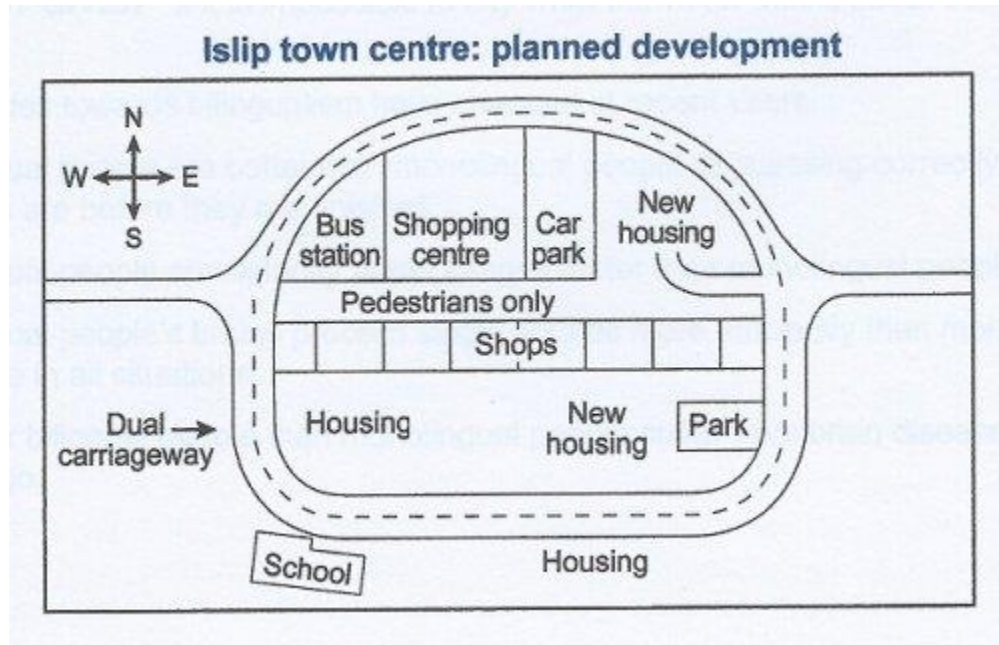 Islip town centre: planned development
N
W E
S
Bus
station
Shopping
centre
Car
park
New
housing
Pedestrians only
Shops
Dual
carriageway
Housing
New
housing
Park
School
Housing